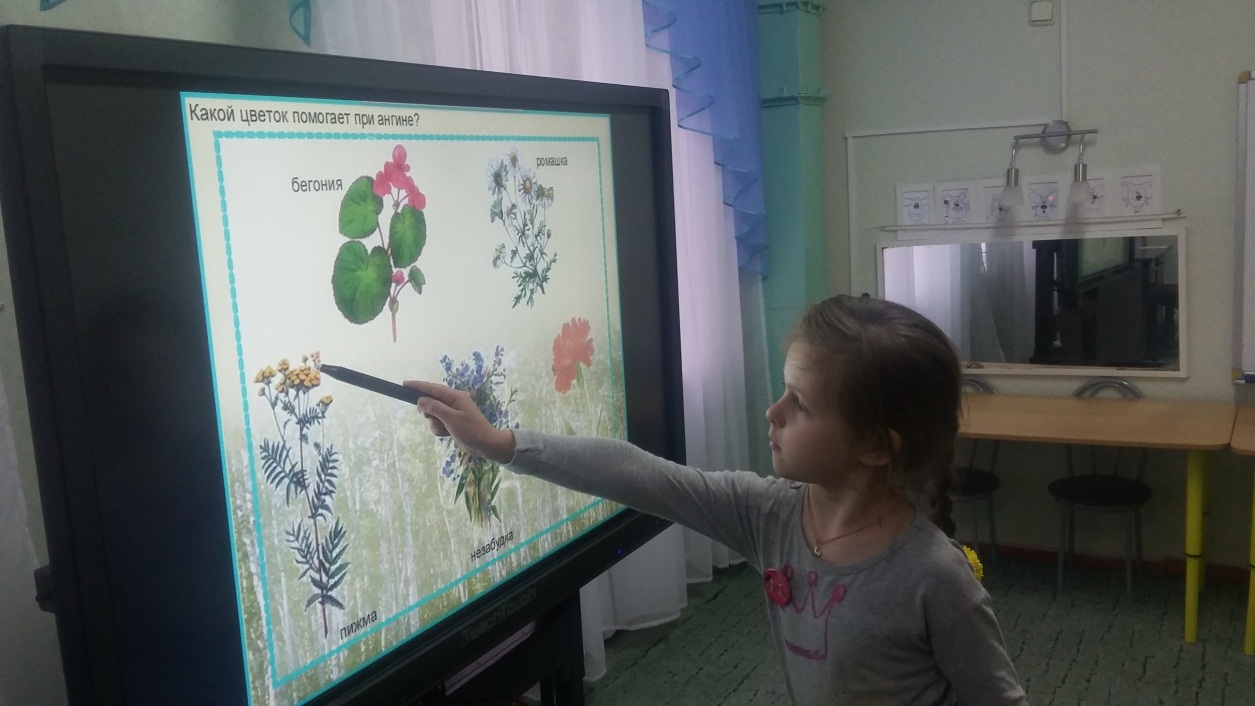 Какой цветок помогает при ангине?
бегония
ромашка
незабудка
пижма
TeachTouch